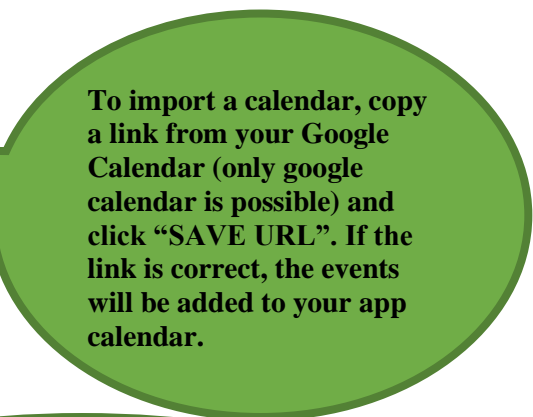 To import a calendar, copy
a link from your Google
Calendar (only google
calendar is possible) and
click “SAVE URL”. If the
link is correct, the events
will be added to your app
calendar.